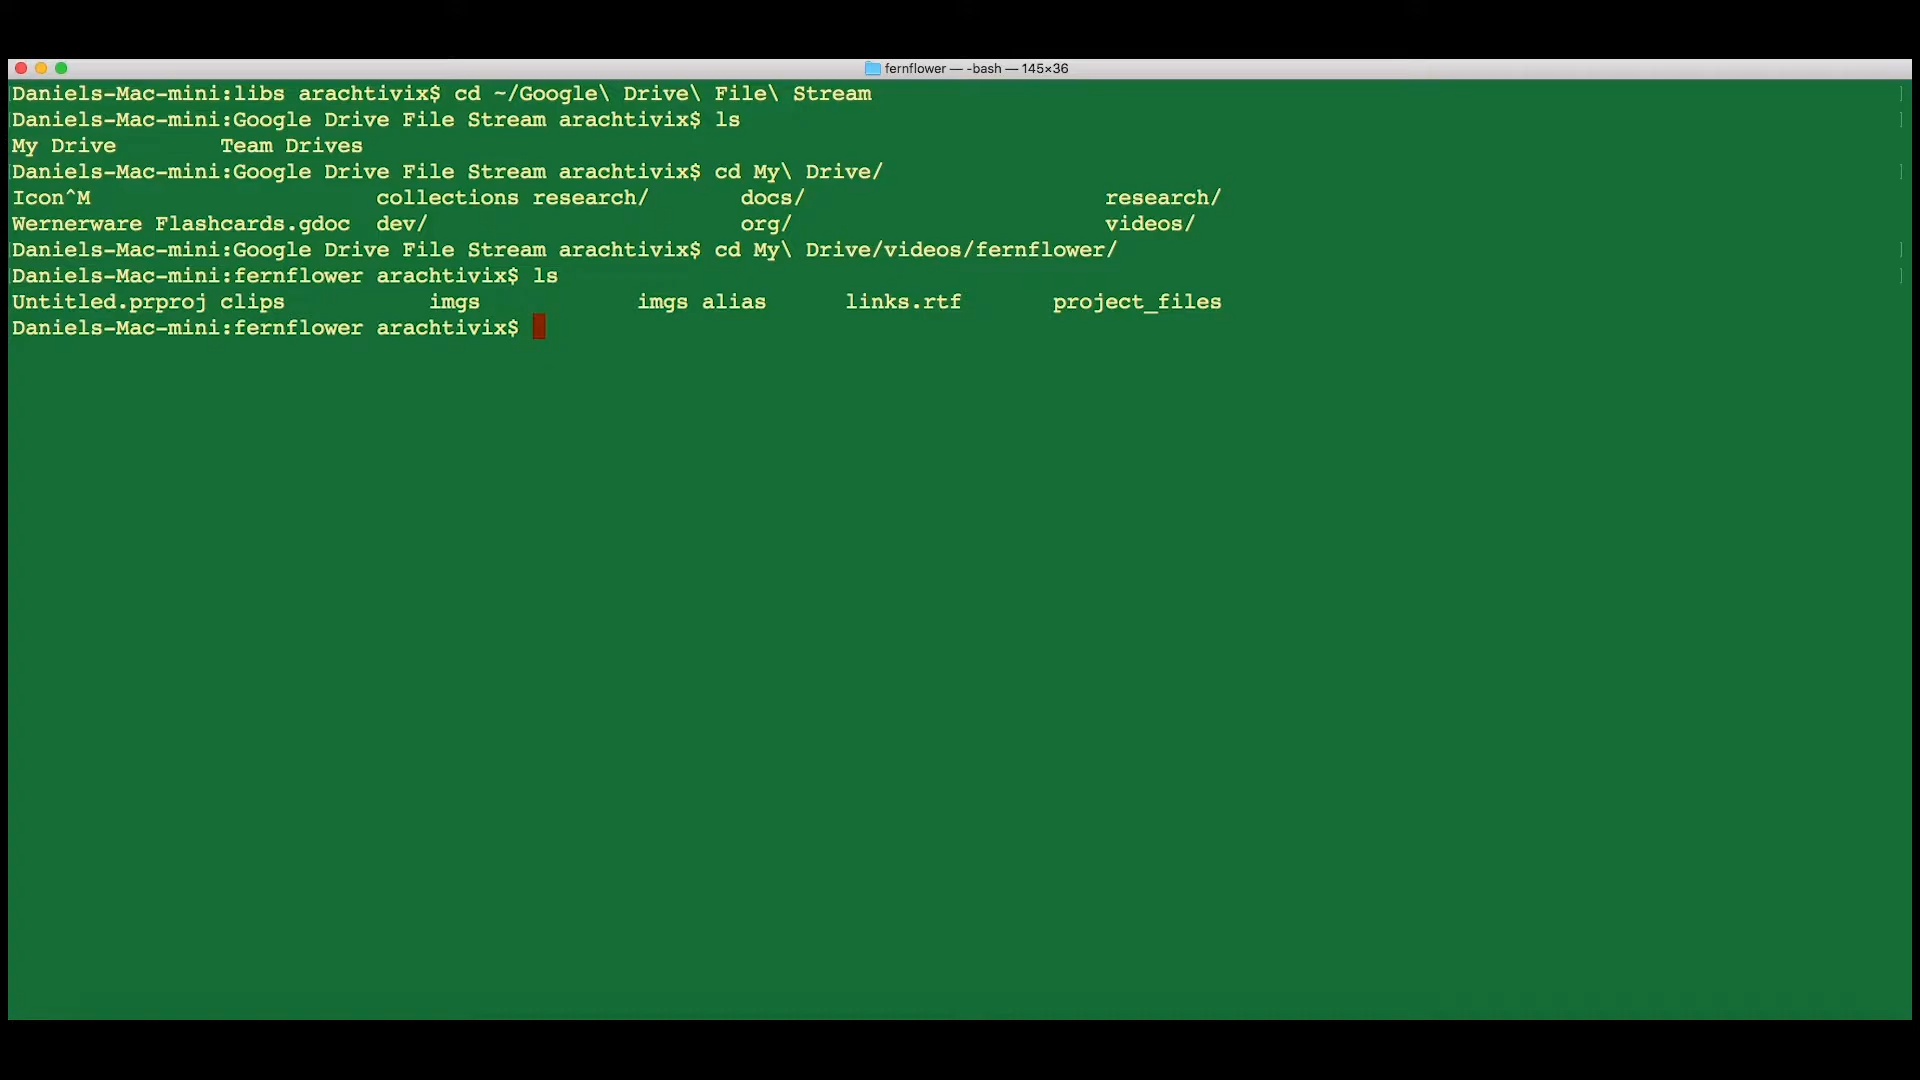 fernflower — -bash — 145×36
Daniels-Mac-mini:libs arachtivix$ cd ~/Google\ Drive\ File\ Stream
Daniels-Mac-mini:Google Drive File Stream arachtivix$ ls
My Drive        Team Drives
Daniels-Mac-mini:Google Drive File Stream arachtivix$ cd My\ Drive/
Icon^M                      collections research/       docs/                       research/
Wernerware Flashcards.gdoc  dev/                        org/                        videos/
Daniels-Mac-mini:Google Drive File Stream arachtivix$ cd My\ Drive/videos/fernflower/
Daniels-Mac-mini:fernflower arachtivix$ ls
Untitled.prproj clips           imgs            imgs alias      links.rtf       project_files
Daniels-Mac-mini:fernflower arachtivix$